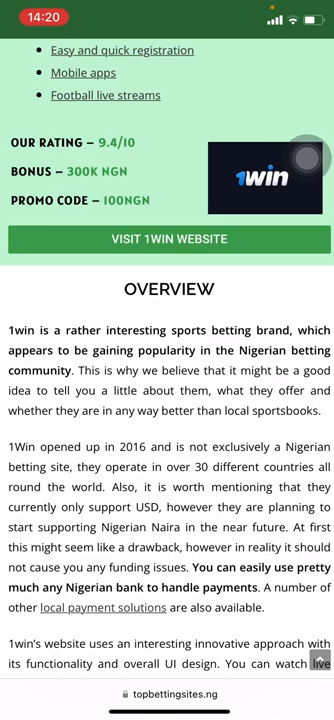 14:20
Easy and quick registration
Mobile apps
Football live streams
OUR RATING – 9.4/10
BONUS – 300K NGN
PROMO CODE – 100NGN
1win
VISIT 1WIN WEBSITE
OVERVIEW
1win is a rather interesting sports betting brand, which
appears to be gaining popularity in the Nigerian betting
community. This is why we believe that it might be a good
idea to tell you a little about them, what they offer and
whether they are in any way better than local sportsbooks.
1Win opened up in 2016 and is not exclusively a Nigerian
betting site, they operate in over 30 different countries all
round the world. Also, it is worth mentioning that they
currently only support USD, however they are planning to
start supporting Nigerian Naira in the near future. At first
this might seem like a drawback, however in reality it should
not cause you any funding issues. You can easily use pretty
much any Nigerian bank to handle payments. A number of
other local payment solutions are also available.
1win's website uses an interesting innovative approach with
its functionality and overall UI design. You can watch live
topbettingsites.ng